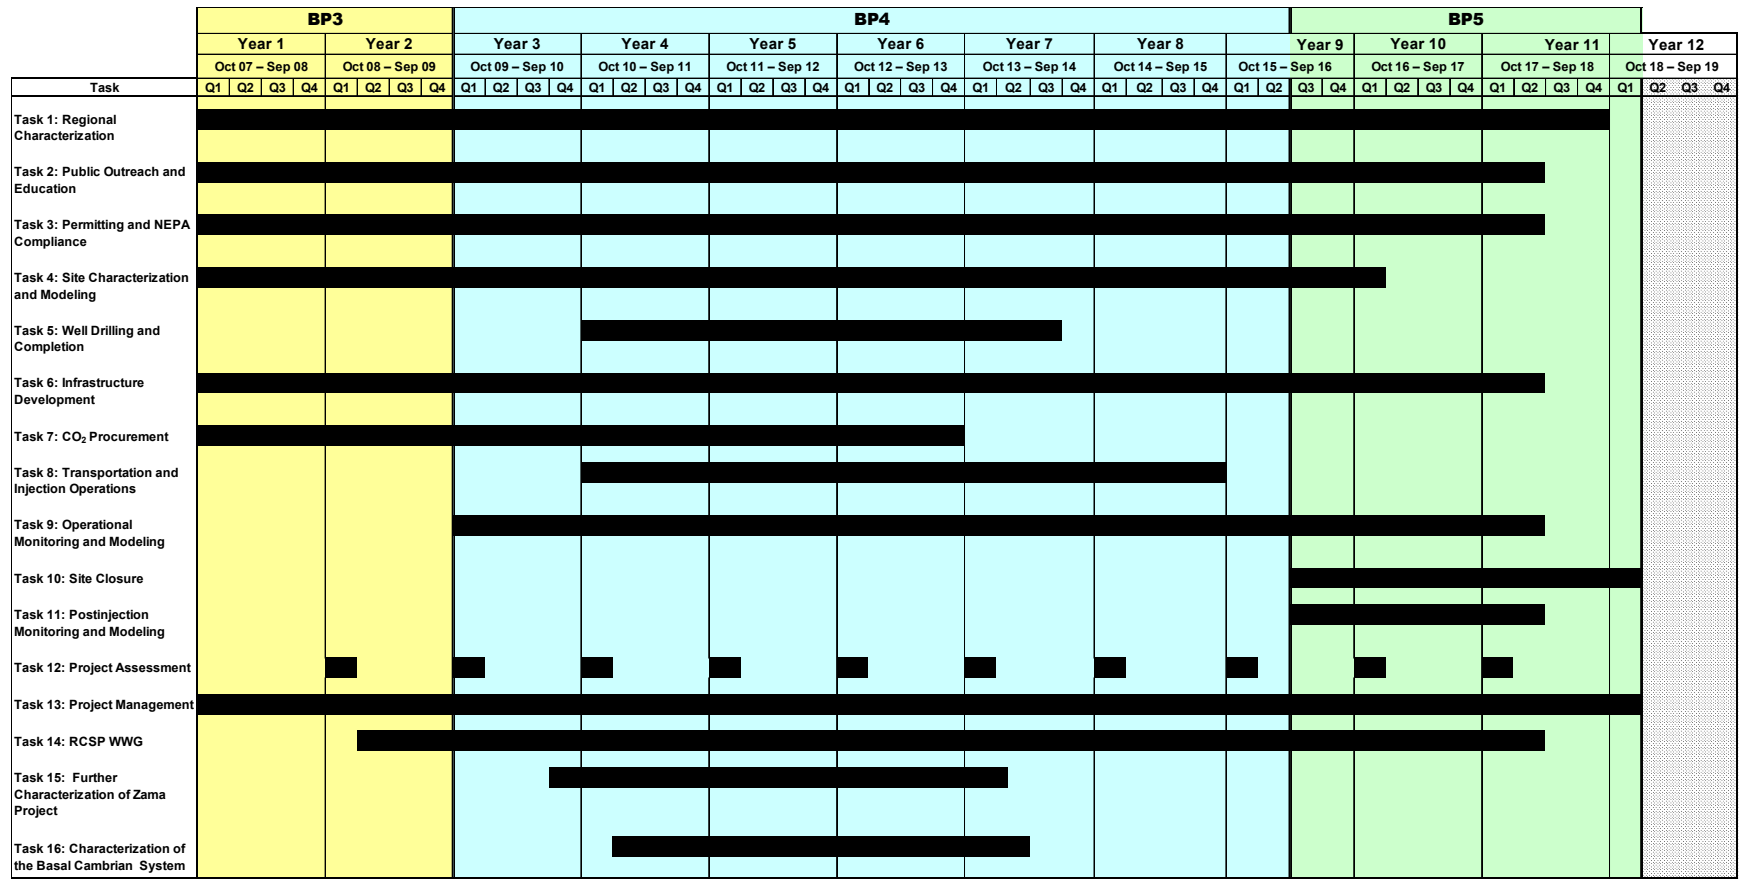 BP3 BP4 BP5
Year 1 Year 2 Year 3 Year 4 Year 5 Year 6 Year 7 Year 8 Year 9 Year 10 Year 11 Year 12
Oct 07 – Sep 08 Oct 08 – Sep 09 Oct 09 – Sep 10 Oct 10 – Sep 11 Oct 11 – Sep 12 Oct 12 – Sep 13 Oct 13 – Sep 14 Oct 14 – Sep 15 Oct 15 – Sep 16 Oct 16 – Sep 17 Oct 17 – Sep 18 Oct 18 – Sep 19
Task Q1 Q2 Q3 Q4 Q1 Q2 Q3 Q4 Q1 Q2 Q3 Q4 Q1 Q2 Q3 Q4 Q1 Q2 Q3 Q4 Q1 Q2 Q3 Q4 Q1 Q2 Q3 Q4 Q1 Q2 Q3 Q4 Q1 Q2 Q3 Q4 Q1 Q2 Q3 Q4 Q1 Q2 Q3 Q4 Q1 Q2 Q3 Q4
Task 1: Regional
Characterization
Task 2: Public Outreach and
Education
Task 3: Permitting and NEPA
Compliance
Task 4: Site Characterization
and Modeling
Task 5: Well Drilling and
Completion
Task 6: Infrastructure
Development
Task 7: CO₂ Procurement
Task 8: Transportation and
Injection Operations
Task 9: Operational
Monitoring and Modeling
Task 10: Site Closure
Task 11: Postinjection
Monitoring and Modeling
Task 12: Project Assessment
Task 13: Project Management
Task 14: RCSP WWG
Task 15: Further
Characterization of Zama
Project
Task 16: Characterization of
the Basal Cambrian System